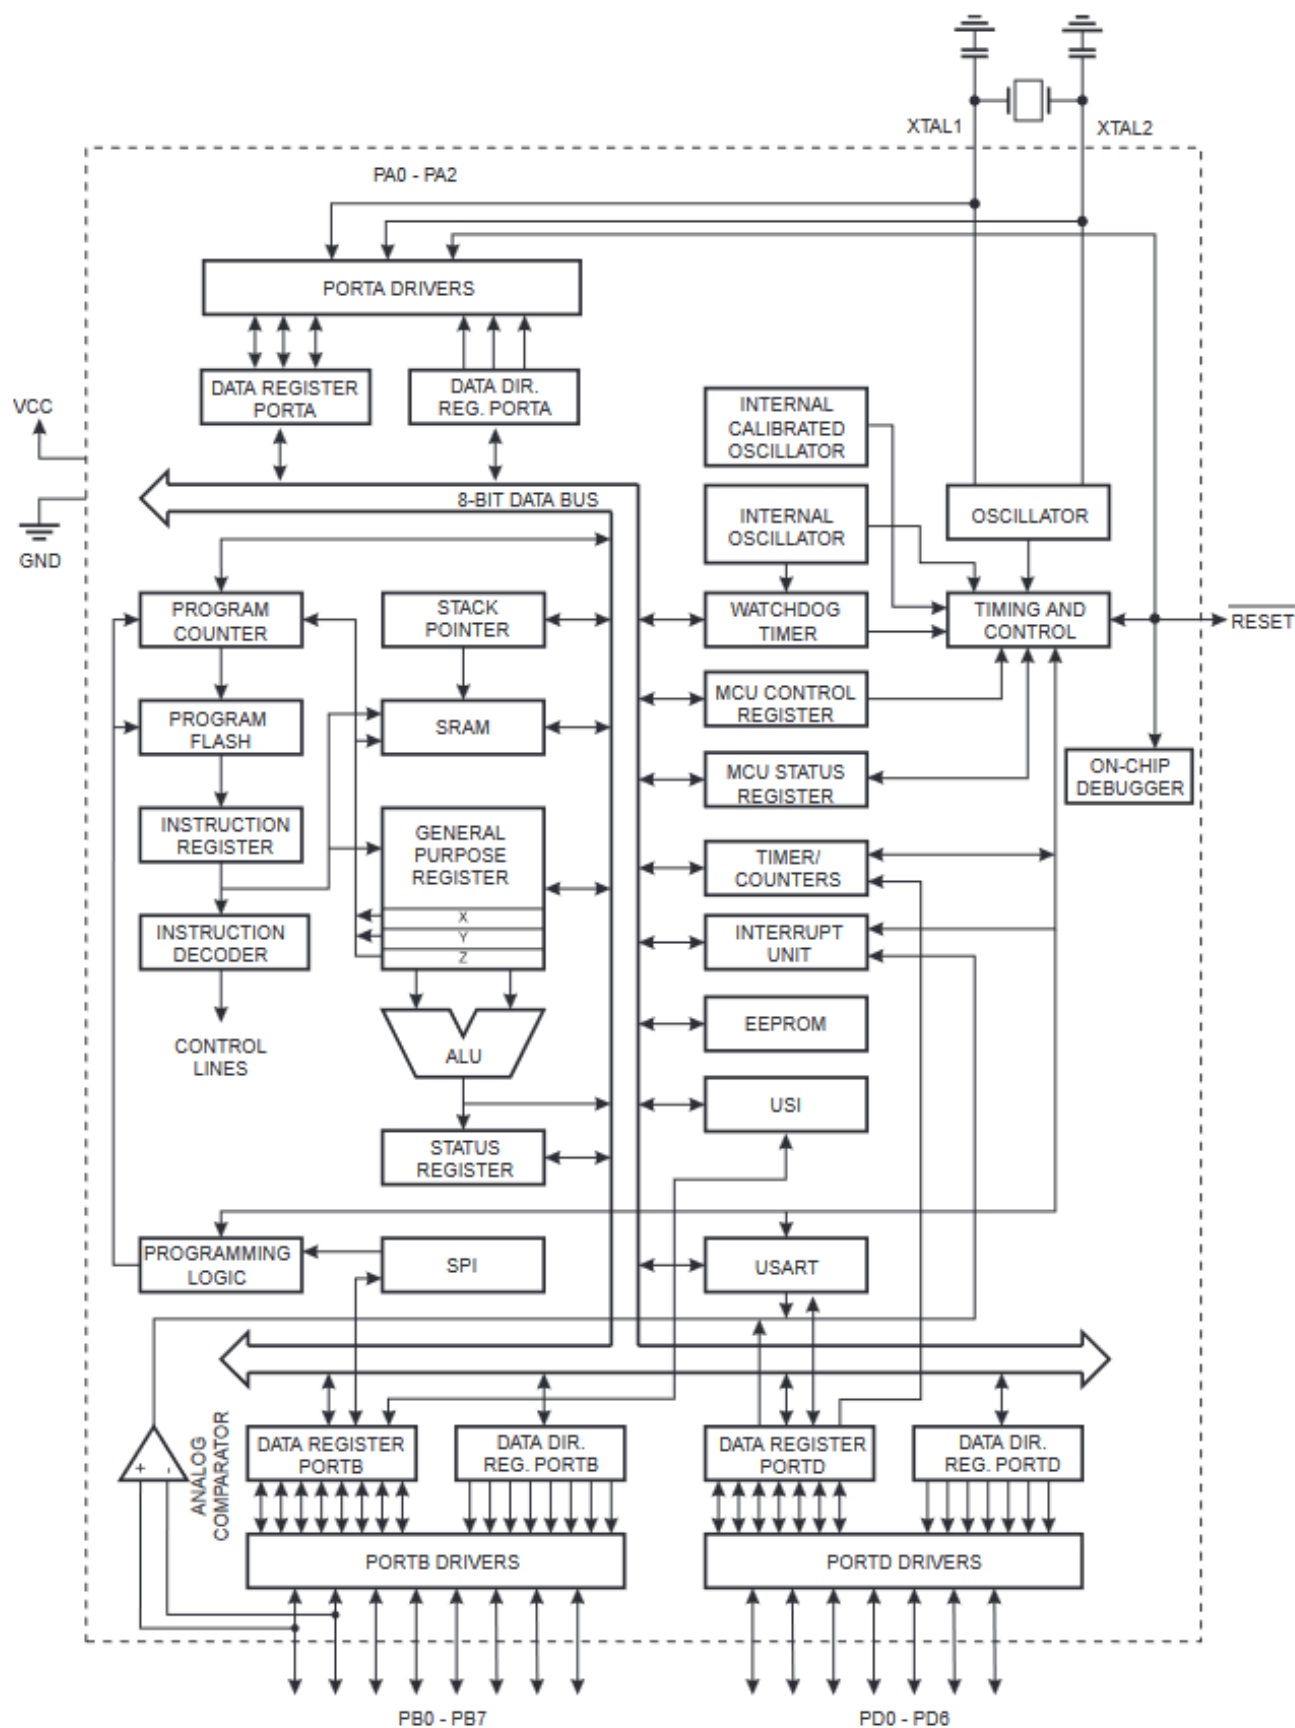 XTAL1
XTAL2
PA0 - PA2
PORTA DRIVERS
DATA REGISTER
PORTA
DATA DIR.
REG. PORTA
VCC
GND
8-BIT DATA BUS
INTERNAL
CALIBRATED
OSCILLATOR
INTERNAL
OSCILLATOR
OSCILLATOR
PROGRAM
COUNTER
STACK
POINTER
WATCHDOG
TIMER
TIMING AND
CONTROL
RESET
PROGRAM
FLASH
SRAM
MCU CONTROL
REGISTER
MCU STATUS
REGISTER
ON-CHIP
DEBUGGER
INSTRUCTION
REGISTER
GENERAL
PURPOSE
REGISTER
X
Y
Z
TIMER/
COUNTERS
INSTRUCTION
DECODER
INTERRUPT
UNIT
CONTROL
LINES
ALU
EEPROM
USI
STATUS
REGISTER
PROGRAMMING
LOGIC
SPI
USART
ANALOG
COMPARATOR
+
-
DATA REGISTER
PORTB
DATA DIR.
REG. PORTB
DATA REGISTER
PORTD
DATA DIR.
REG. PORTD
PORTB DRIVERS
PORTD DRIVERS
PB0 - PB7
PD0 - PD6